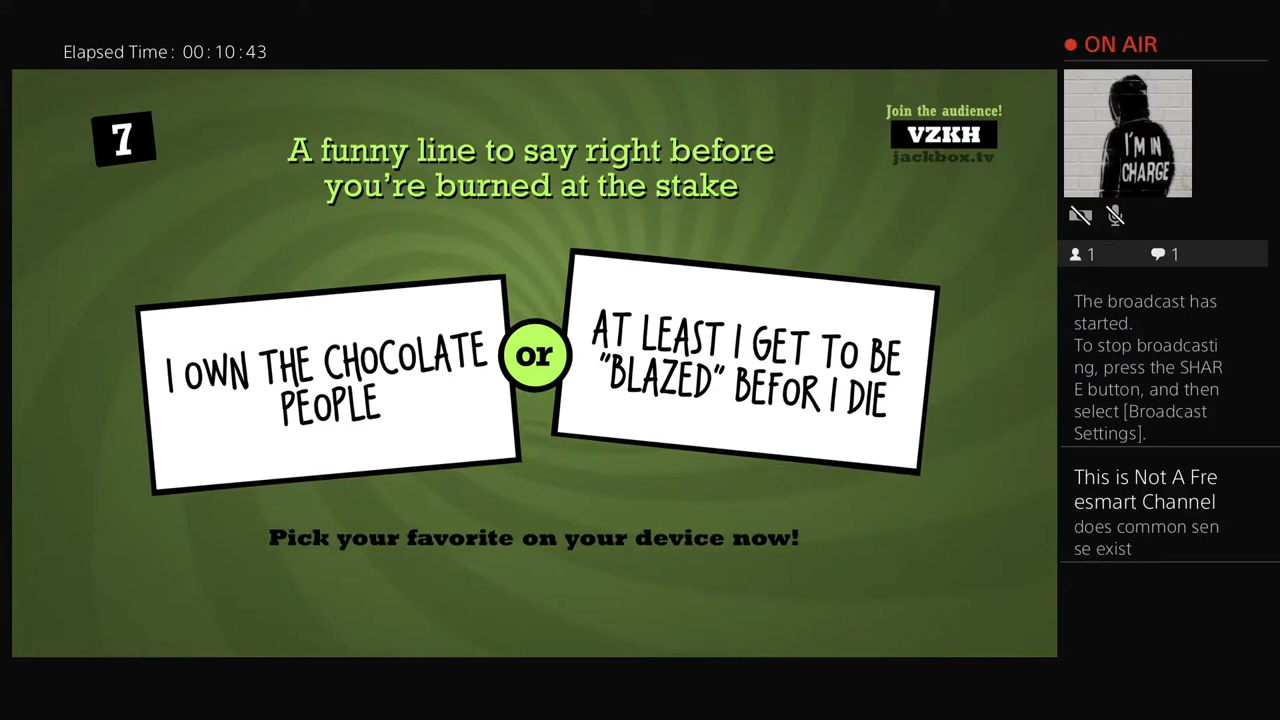 Elapsed Time: 00:10:43
ON AIR
7
A funny line to say right before
you're burned at the stake
Join the audience!
VZKH
jackbox.tv
I OWN THE CHOCOLATE
PEOPLE
or
AT LEAST I GET TO BE
"BLAZED" BEFOR I DIE
Pick your favorite on your device now!
I'M IN
CHARGE
1
1
The broadcast has
started.
To stop broadcasti
ng, press the SHAR
E button, and then
select [Broadcast
Settings].
This is Not A Fre
esmart Channel
does common sen
se exist